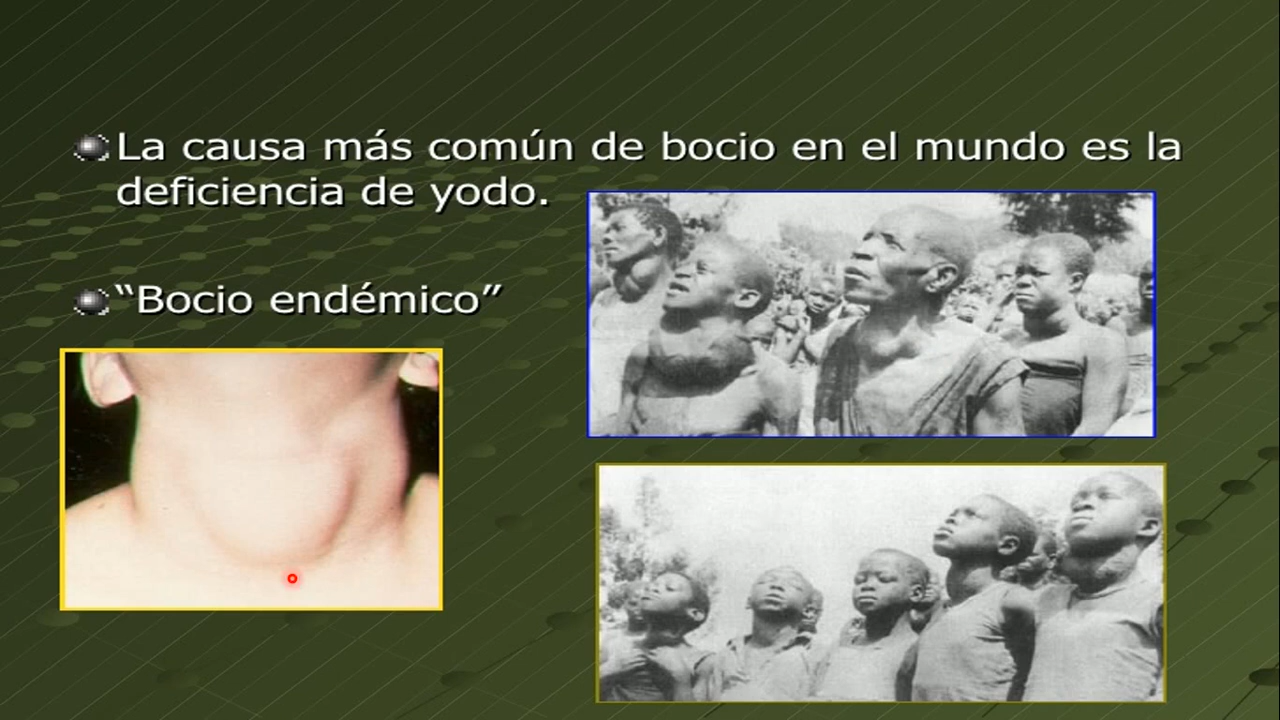 La causa más común de bocio en el mundo es la
deficiencia de yodo.
“Bocio endémico”